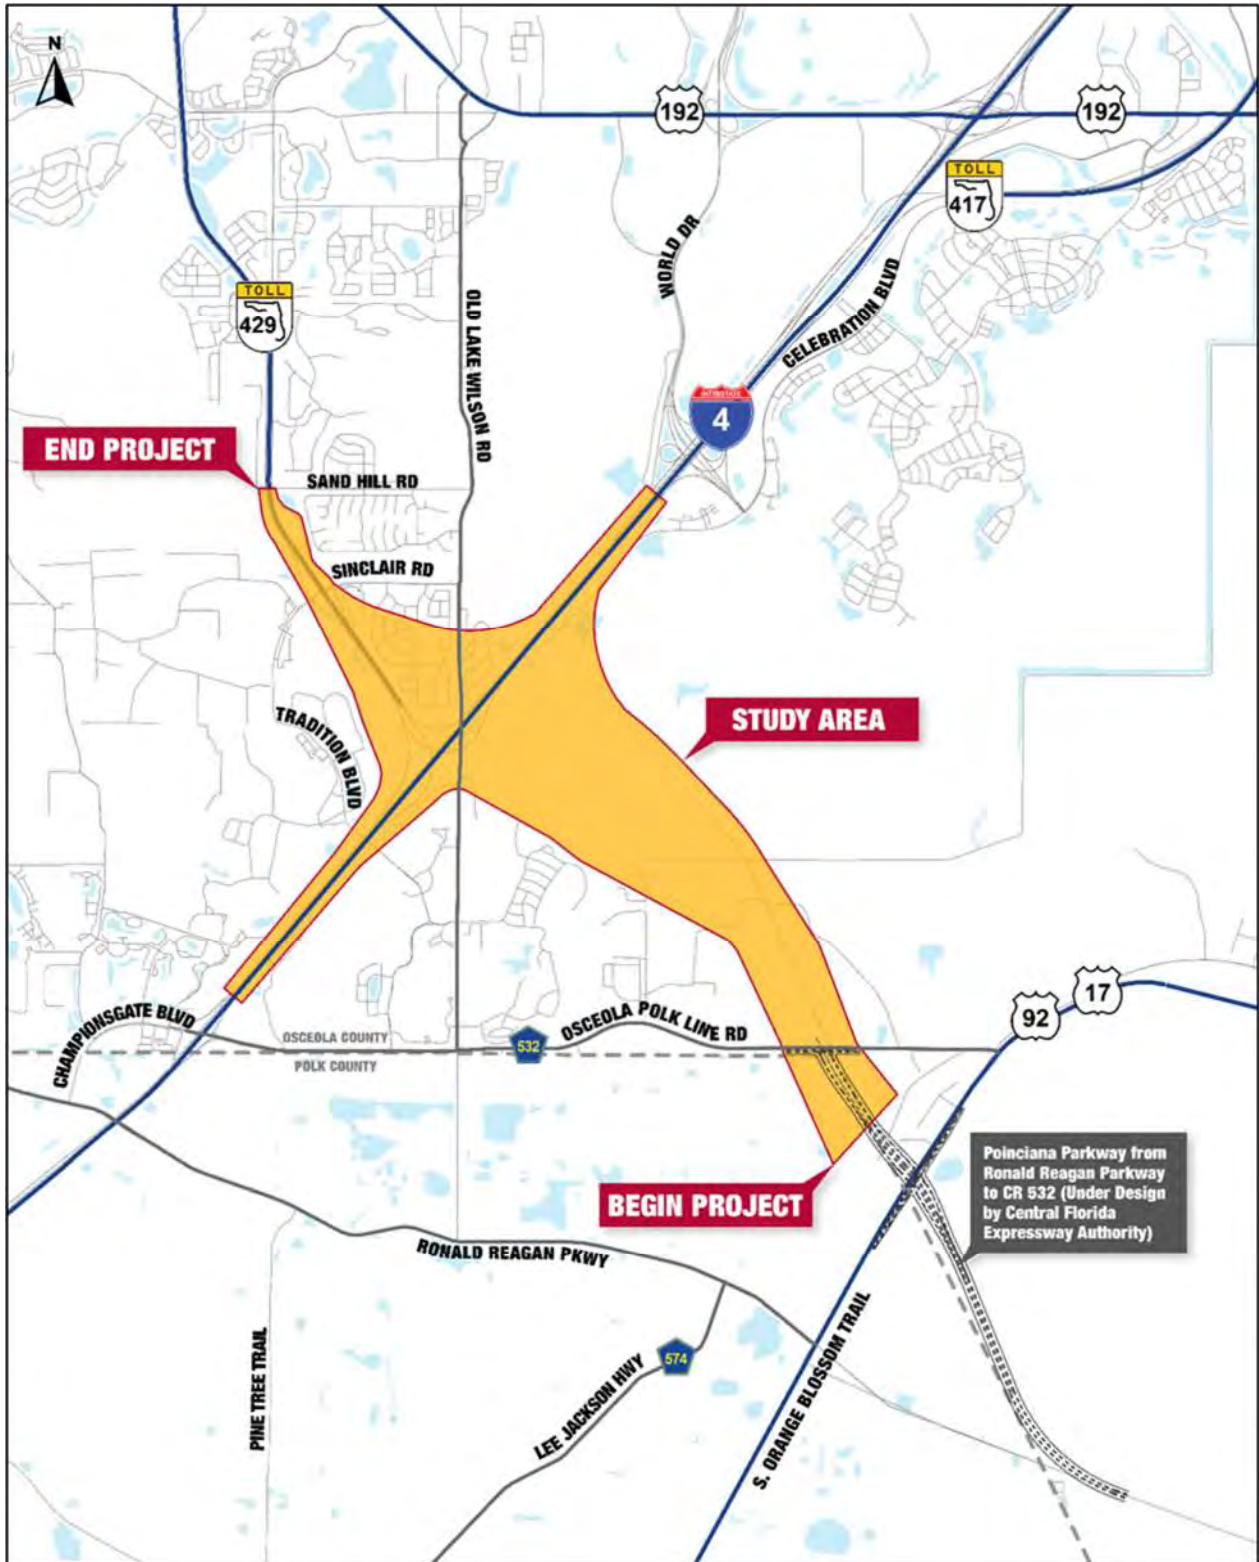 N
192
192
TOLL
417
WORLD DR
CELEBRATION BLVD
TOLL
429
OLD LAKE WILSON RD
INTERSTATE
4
END PROJECT
SAND HILL RD
SINCLAIR RD
TRADITION BLVD
STUDY AREA
CHAMPIONSGATE BLVD
OSCEOLA COUNTY
POLK COUNTY
532
OSCEOLA POLK LINE RD
92
17
BEGIN PROJECT
Poinciana Parkway from
Ronald Reagan Parkway
to CR 532 (Under Design
by Central Florida
Expressway Authority)
RONALD REAGAN PKWY
PINE TREE TRAIL
574
LEE JACKSON HWY
S. ORANGE BLOSSOM TRAIL